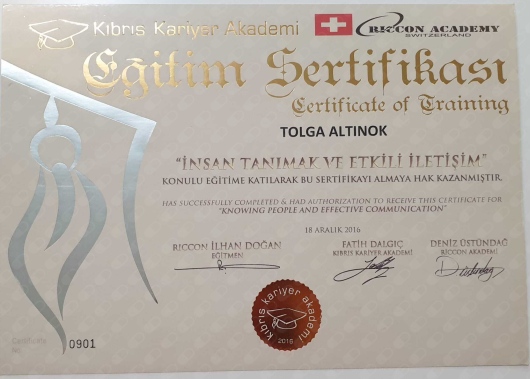 Kıbrıs Kariyer Akademi
RICCON ACADEMY
SWITZERLAND
Eğitim Sertifikası
Certificate of Training
TOLGA ALTINOK
"İNSAN TANIMAK VE ETKİLİ İLETİŞİM"
KONULU EĞİTİME KATILARAK BU SERTİFİKAYI ALMAYA HAK KAZANMIŞTIR.
HAS SUCCESSFULLY COMPLETED & HAD AUTHORIZATION TO RECEIVE THIS CERTIFICATE FOR
"KNOWING PEOPLE AND EFFECTIVE COMMUNICATION"
18 ARALIK 2016
RICCON İLHAN DOĞAN
EĞİTMEN
FATİH DALGIÇ
KIBRIS KARİYER AKADEMİ
DENİZ ÜSTÜNDAĞ
RICCON AKADEMİ
kıbrıs kariyer akademi
2016
Certificate
No:
0901